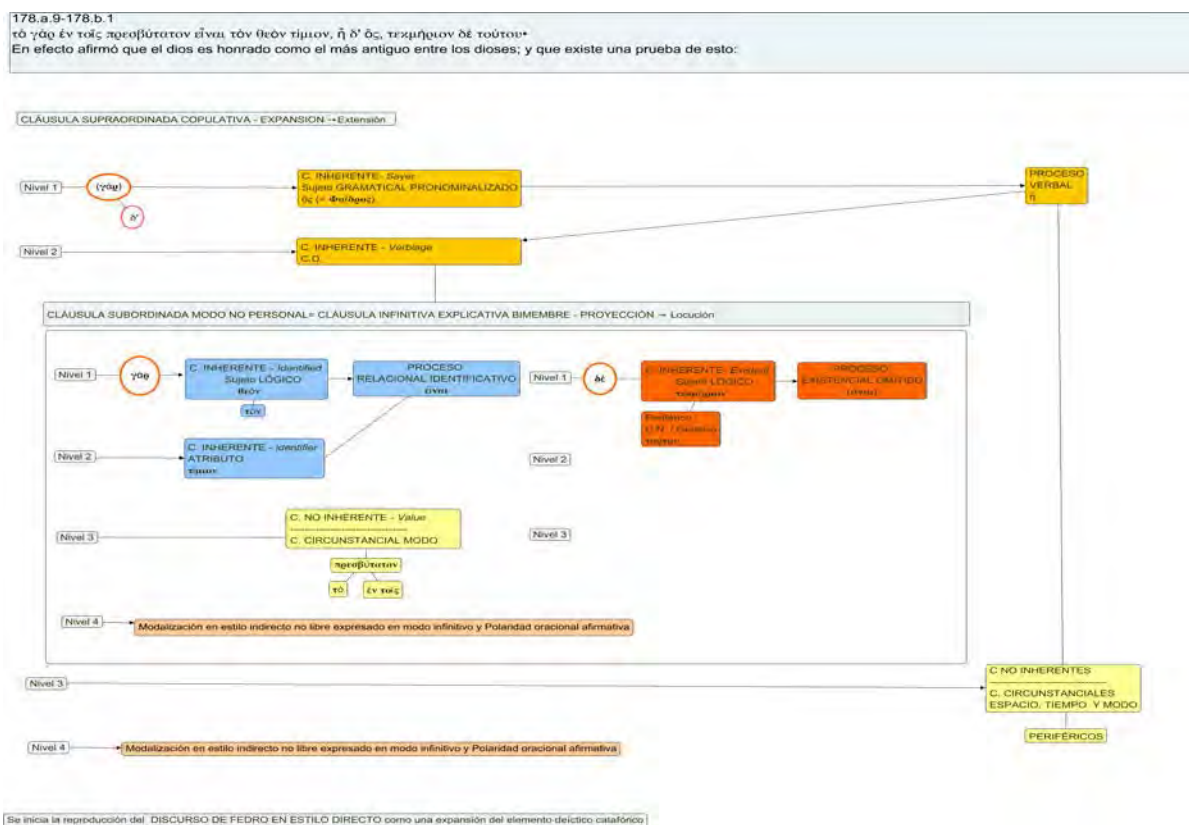 178.a.9-178.b.1
τὸ γὰρ ἐν τοῖς πρεσβύτατον εἶναι τὸν θεὸν τίμιον, ἦ δ' ὅς, τεκμήριον δὲ τούτου•
En efecto afirmó que el dios es honrado como el más antiguo entre los dioses; y que existe una prueba de esto:
CLÁUSULA SUPRAORDINADA COPULATIVA - EXPANSION →Extensión
Nivel 1
(γὰρ)
δ'
C. INHERENTE- Sayer
Sujeto GRAMATICAL PRONOMINALIZADO
ὅς (= Φαῖδρος)
PROCESO
VERBAL
ἦ
Nivel 2
C. INHERENTE - Verbiage
C.D.
CLÁUSULA SUBORDINADA MODO NO PERSONAL= CLÁUSULA INFINITIVA EXPLICATIVA BIMEMBRE - PROYECCIÓN → Locución
Nivel 1
γὰρ
C. INHERENTE - Identified
Sujeto LÓGICO
θεὸν
τὸν
PROCESO
RELACIONAL IDENTIFICATIVO
εἶναι
Nivel 1
δὲ
C. INHERENTE- Existent
Sujeto LÓGICO
τεκμήριον
PROCESO
EXISTENCIAL OMITIDO
(εἶναι)
Periférico
τούτου
Nivel 2
C. INHERENTE - Identifier
ATRIBUTO
τίμιον
Nivel 2
Nivel 3
C. NO INHERENTE - Value
C. CIRCUNSTANCIAL MODO
πρεσβύτατον
τὸ
ἐν τοῖς
Nivel 3
Nivel 4
Modalización en estilo indirecto no libre expresado en modo infinitivo y Polaridad oracional afirmativa
Nivel 3
C NO INHERENTES
C. CIRCUNSTANCIALES
ESPACIO, TIEMPO Y MODO
PERIFÉRICOS
Nivel 4
Modalización en estilo indirecto no libre expresado en modo infinitivo y Polaridad oracional afirmativa
Se inicia la reproducción del DISCURSO DE FEDRO EN ESTILO DIRECTO como una expansión del elemento deíctico catafórico